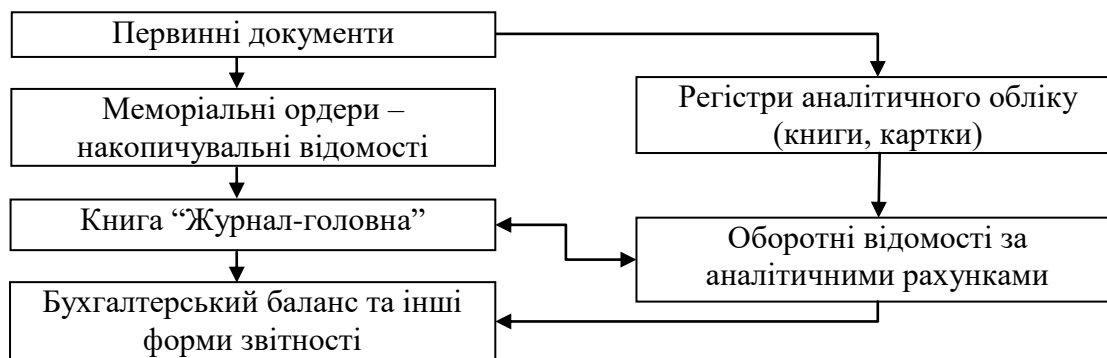 Первинні документи
Меморіальні ордери –
накопичувальні відомості
Книга “Журнал-головна”
Бухгалтерський баланс та інші
форми звітності
Регістри аналітичного обліку
(книги, картки)
Оборотні відомості за
аналітичними рахунками